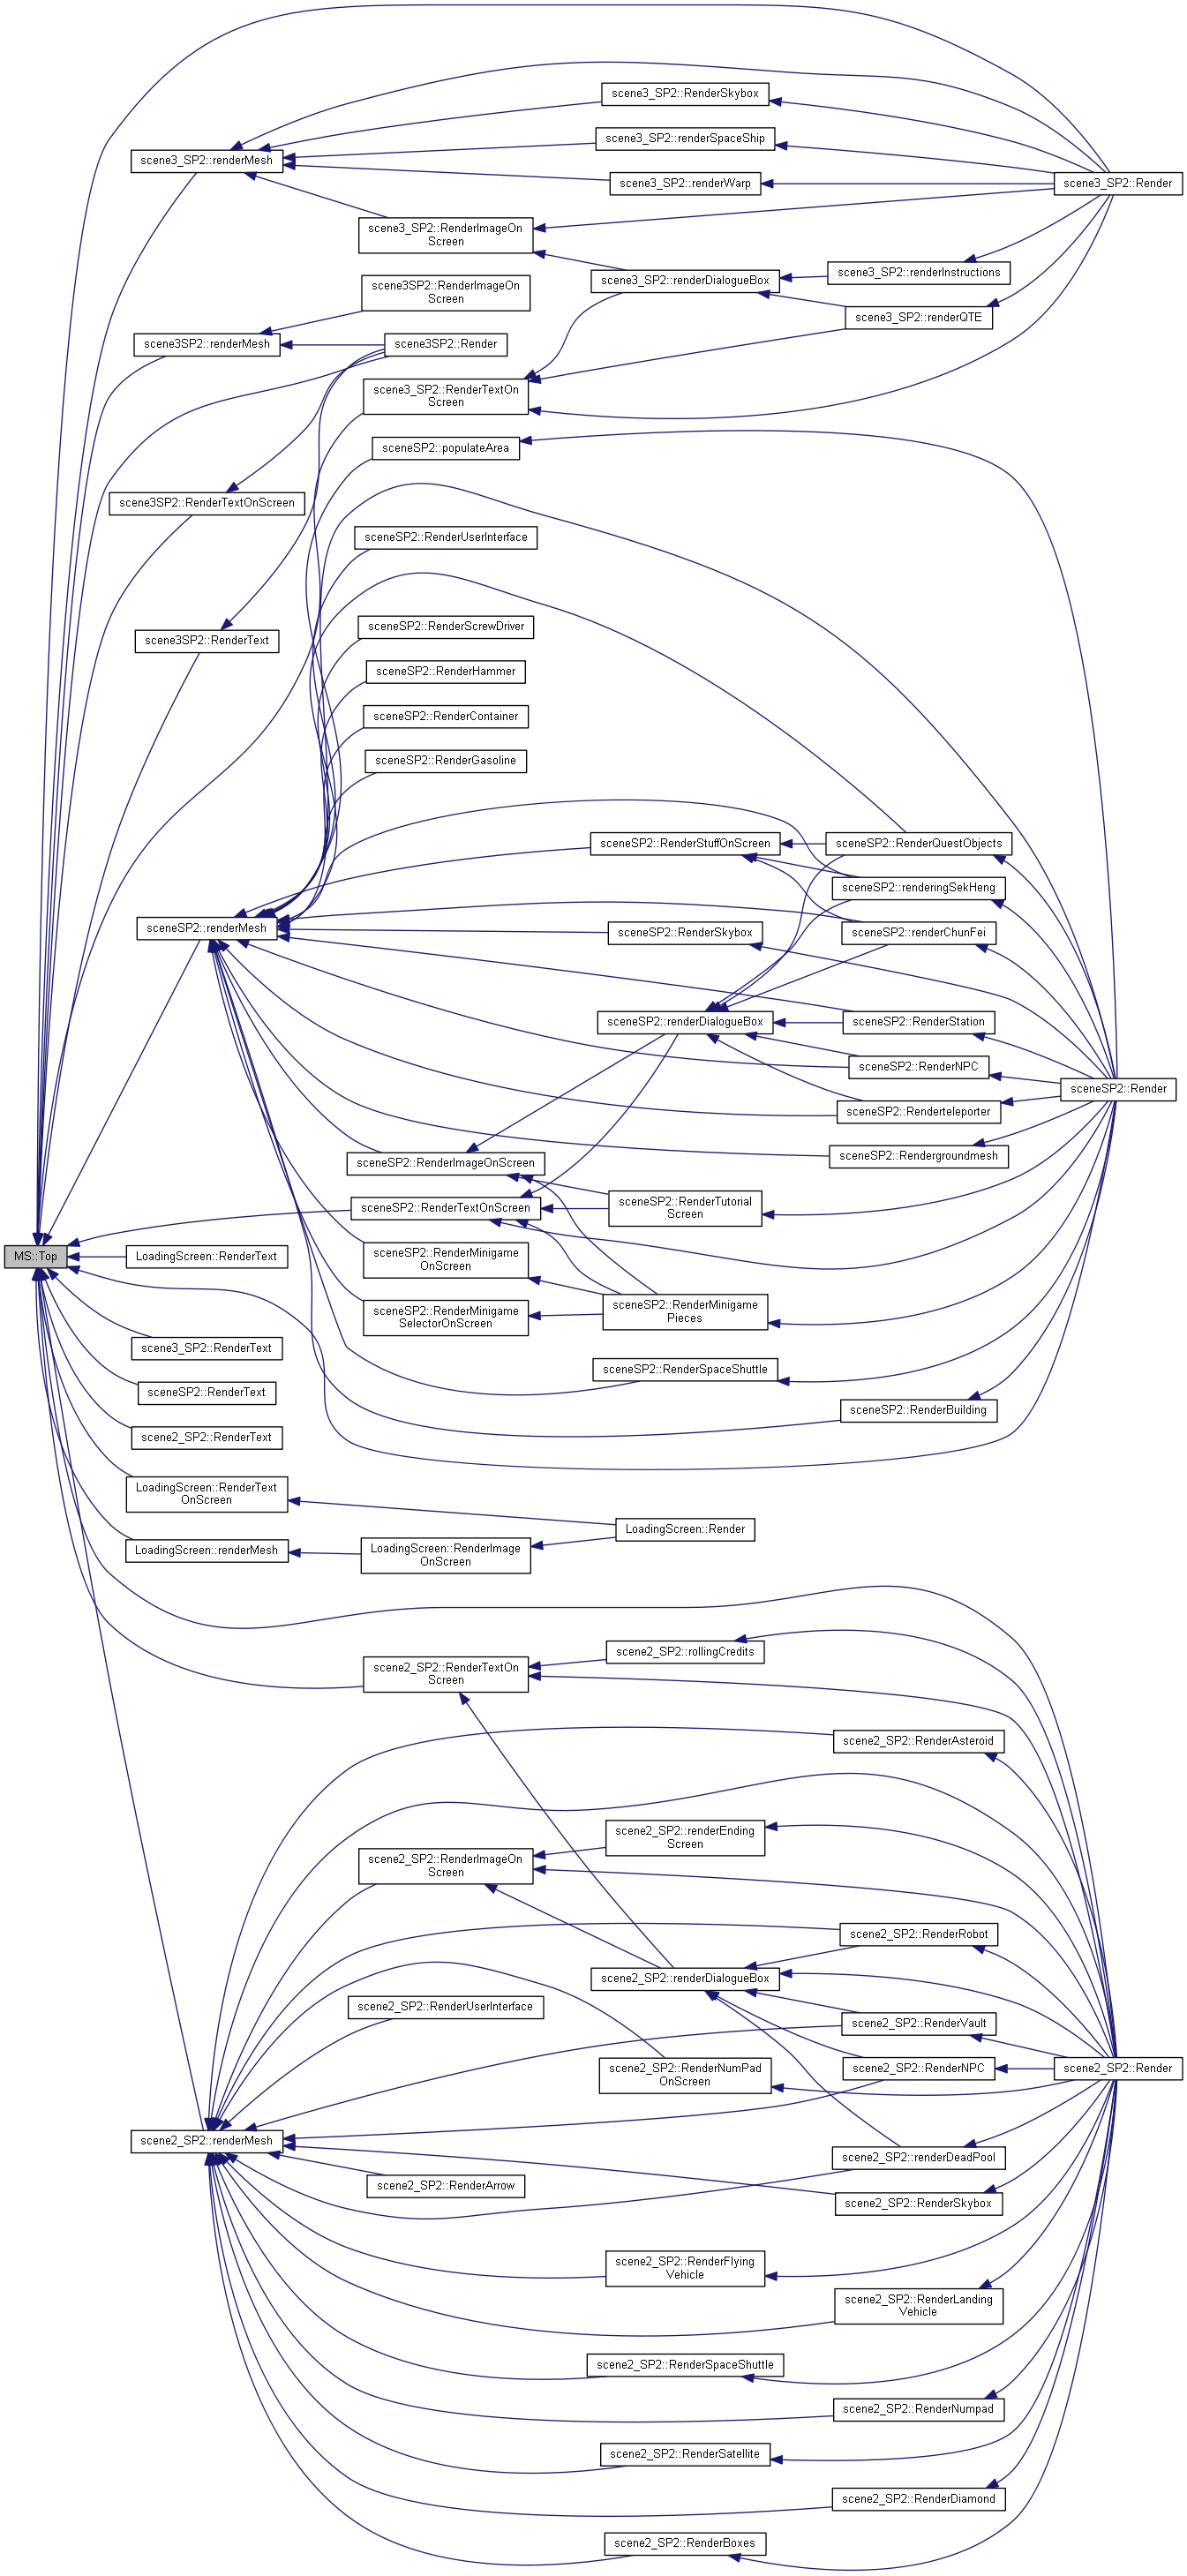 scene3_SP2::RenderSkybox
scene3_SP2::renderSpaceShip
scene3_SP2::renderMesh
scene3_SP2::renderWarp
scene3_SP2::Render
scene3_SP2::RenderImageOn
Screen
scene3_SP2::renderInstructions
scene3_SP2::renderDialogueBox
scene3SP2::RenderImageOn
Screen
scene3_SP2::renderQTE
scene3SP2::renderMesh
scene3SP2::Render
scene3_SP2::RenderTextOn
Screen
sceneSP2::populateArea
scene3SP2::RenderTextOnScreen
sceneSP2::RenderUserInterface
sceneSP2::RenderScrewDriver
scene3SP2::RenderText
sceneSP2::RenderHammer
sceneSP2::RenderContainer
sceneSP2::RenderGasoline
sceneSP2::RenderStuffOnScreen
sceneSP2::RenderQuestObjects
sceneSP2::renderingSekHeng
sceneSP2::renderMesh
sceneSP2::RenderSkybox
sceneSP2::renderChunFei
sceneSP2::renderDialogueBox
sceneSP2::RenderStation
sceneSP2::RenderNPC
sceneSP2::Render
sceneSP2::Renderteleporter
sceneSP2::Rendergroundmesh
sceneSP2::RenderImageOnScreen
sceneSP2::RenderTextOnScreen
sceneSP2::RenderTutorial
Screen
MS::Top
LoadingScreen::RenderText
sceneSP2::RenderMinigame
OnScreen
sceneSP2::RenderMinigame
Pieces
sceneSP2::RenderMinigame
SelectorOnScreen
scene3_SP2::RenderText
sceneSP2::RenderSpaceShuttle
sceneSP2::RenderText
sceneSP2::RenderBuilding
scene2_SP2::RenderText
LoadingScreen::RenderText
OnScreen
LoadingScreen::Render
LoadingScreen::renderMesh
LoadingScreen::RenderImage
OnScreen
scene2_SP2::rollingCredits
scene2_SP2::RenderTextOn
Screen
scene2_SP2::RenderAsteroid
scene2_SP2::renderEnding
Screen
scene2_SP2::RenderImageOn
Screen
scene2_SP2::RenderRobot
scene2_SP2::renderDialogueBox
scene2_SP2::RenderUserInterface
scene2_SP2::RenderVault
scene2_SP2::RenderNumPad
OnScreen
scene2_SP2::RenderNPC
scene2_SP2::Render
scene2_SP2::renderMesh
scene2_SP2::renderDeadPool
scene2_SP2::RenderArrow
scene2_SP2::RenderSkybox
scene2_SP2::RenderFlying
Vehicle
scene2_SP2::RenderLanding
Vehicle
scene2_SP2::RenderSpaceShuttle
scene2_SP2::RenderNumpad
scene2_SP2::RenderSatellite
scene2_SP2::RenderDiamond
scene2_SP2::RenderBoxes